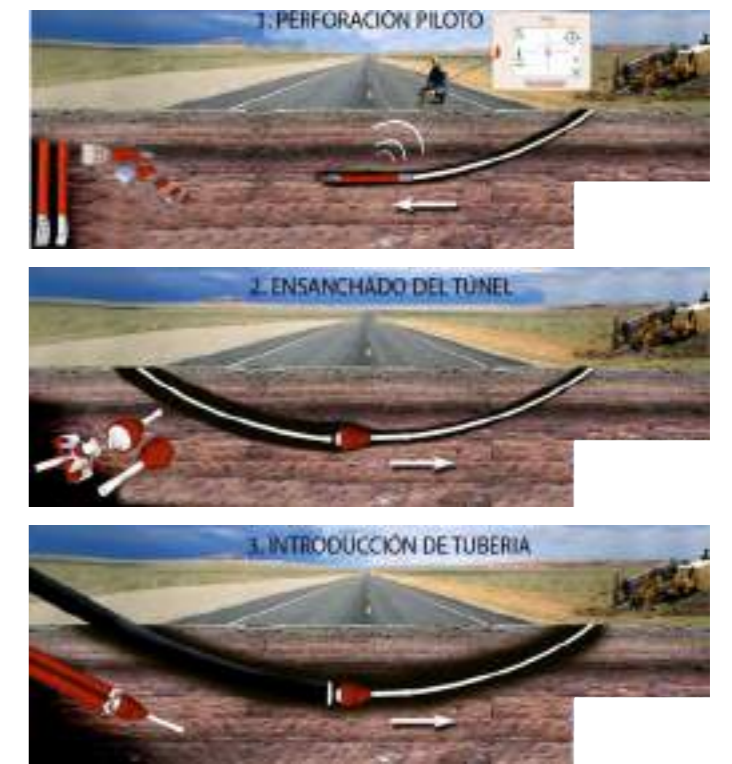 1. PERFORACIÓN PILOTO
2. ENSANCHADO DEL TÚNEL
3. INTRODUCCIÓN DE TUBERIA